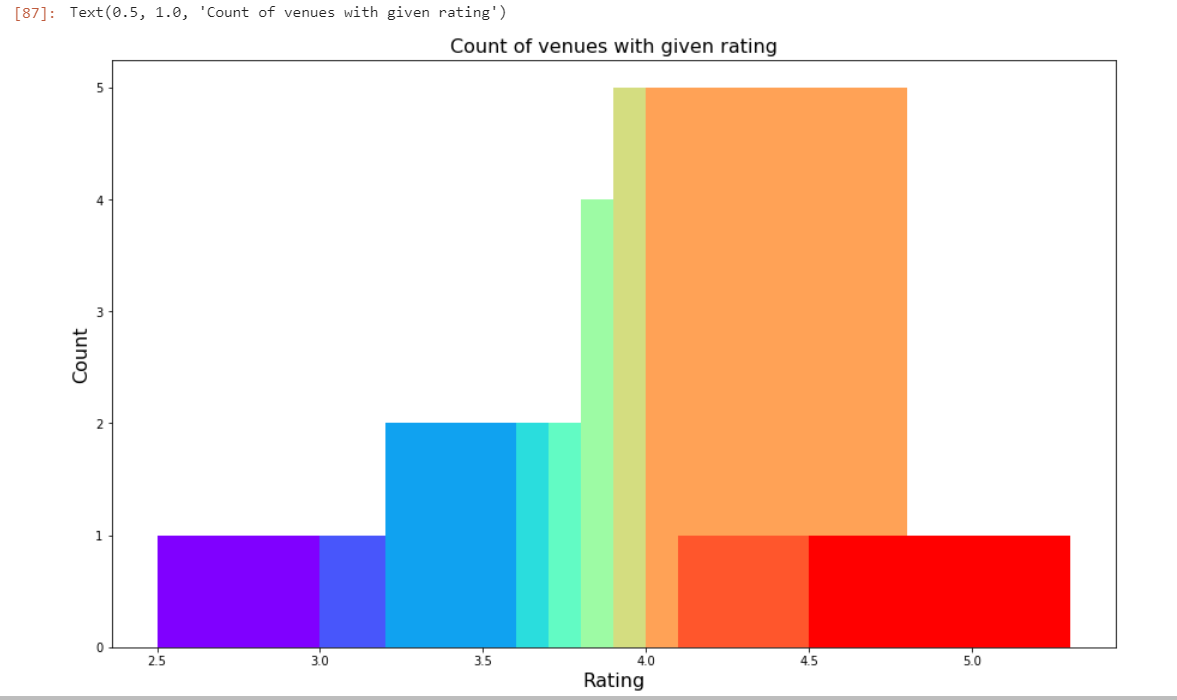 [87]: Text(0.5, 1.0, 'Count of venues with given rating')
Count of venues with given rating
5
4
3
2
1
0
Count
2.5 3.0 3.5 4.0 4.5 5.0
Rating